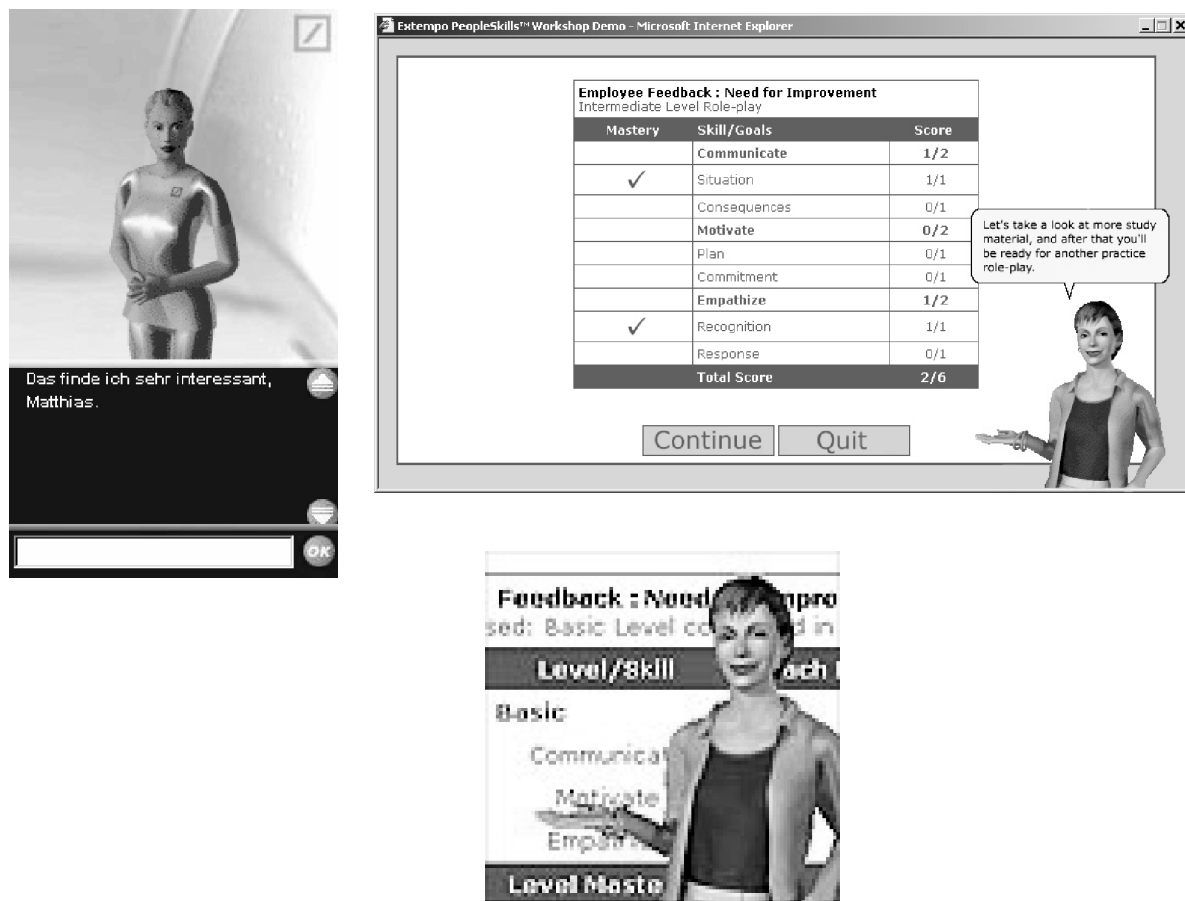 Das finde ich sehr interessant,
Matthias.
OK
Extempo PeopleSkills™ Workshop Demo - Microsoft Internet Explorer
Employee Feedback : Need for Improvement
Intermediate Level Role-play
Mastery Skill/Goals Score
Communicate 1/2
✓ Situation 1/1
Consequences 0/1
Motivate 0/2
Plan 0/1
Commitment 0/1
Empathize 1/2
✓ Recognition 1/1
Response 0/1
Total Score 2/6
Let's take a look at more study
material, and after that you'll
be ready for another practice
role-play.
Continue Quit
Feedback : Need
Basic Level
Level/Skill
Basic
Communicat
Motivate
Level Maste